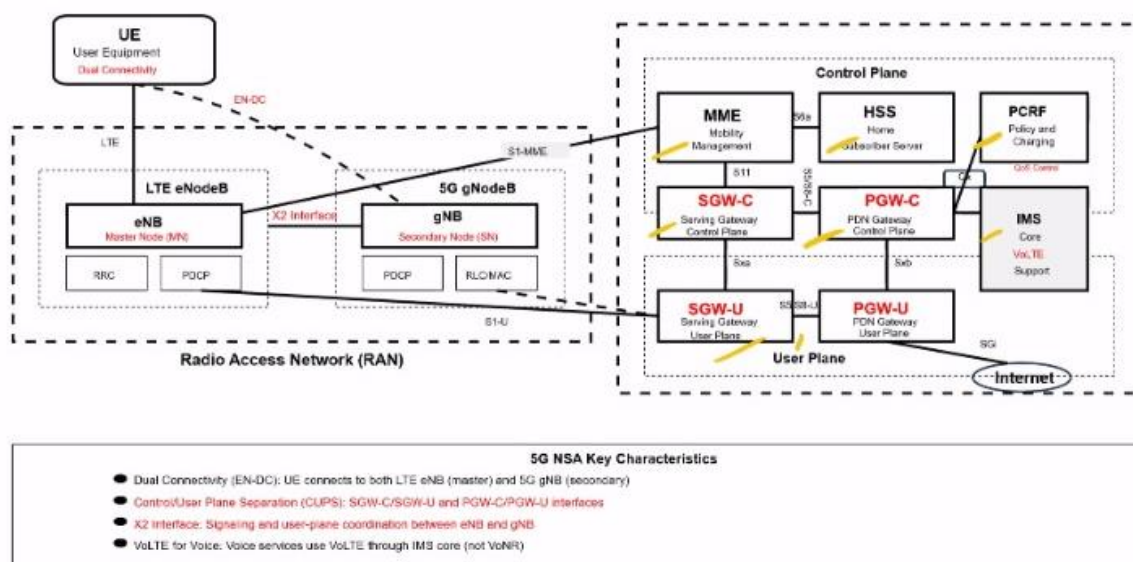 UE
User Equipment
Dual Connectivity
EN-DC
LTE
S1-MME
LTE eNodeB
5G gNodeB
eNB
Master Node (MN)
X2 Interface
gNB
Secondary Node (SN)
RRC
PDCP
PDCP
RLC/MAC
S1-U
Radio Access Network (RAN)
Control Plane
MME
Mobility
Management
S6a
HSS
Home
Subscriber Server
PCRF
Policy and
Charging
QoS Control
S11
S5/S8-C
SGW-C
Serving Gateway
Control Plane
PGW-C
PDN Gateway
Control Plane
IMS
Core
VoLTE
Support
Sxa
Sxb
SGW-U
Serving Gateway
User Plane
S5/S8-U
PGW-U
PDN Gateway
User Plane
User Plane
SGi
Internet
5G NSA Key Characteristics
● Dual Connectivity (EN-DC): UE connects to both LTE eNB (master) and 5G gNB (secondary)
● Control/User Plane Separation (CUPS): SGW-C/SGW-U and PGW-C/PGW-U interfaces
● X2 Interface: Signaling and user-plane coordination between eNB and gNB
● VoLTE for Voice: Voice services use VoLTE through IMS core (not VoNR)